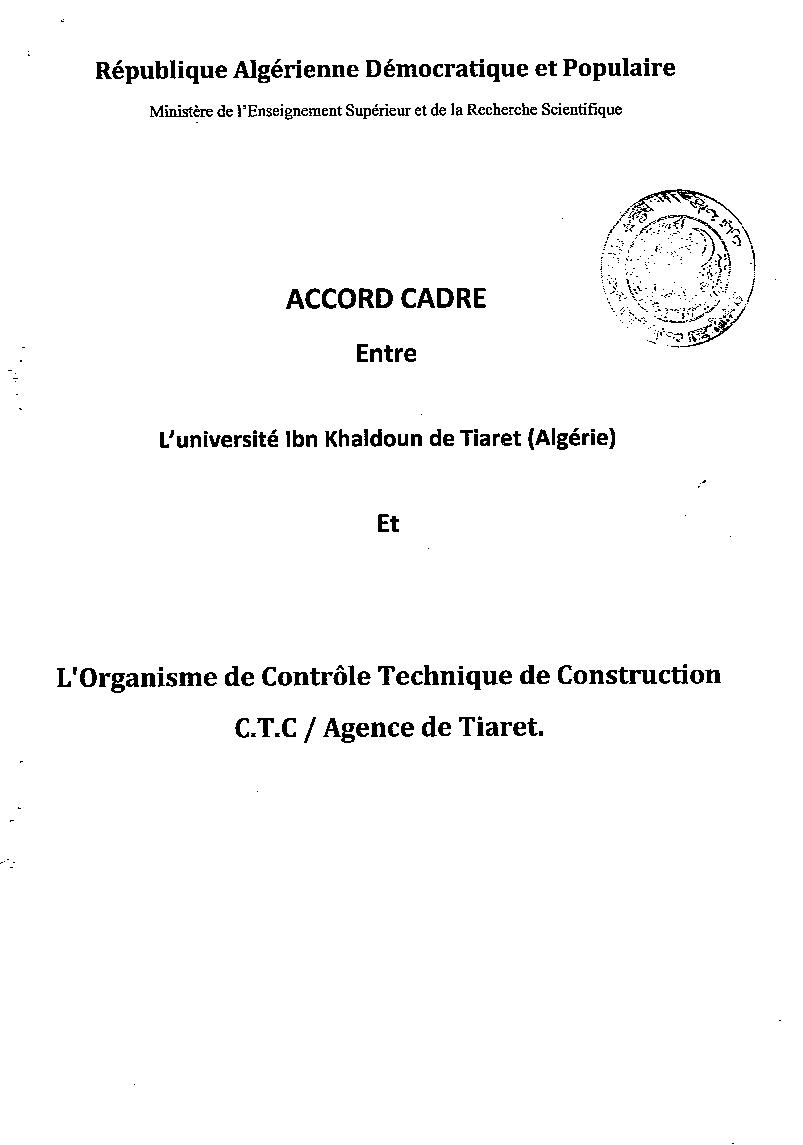 République Algérienne Démocratique et Populaire
Ministère de l'Enseignement Supérieur et de la Recherche Scientifique
ACCORD CADRE
Entre
L'université Ibn Khaldoun de Tiaret (Algérie)
Et
L'Organisme de Contrôle Technique de Construction
C.T.C / Agence de Tiaret.